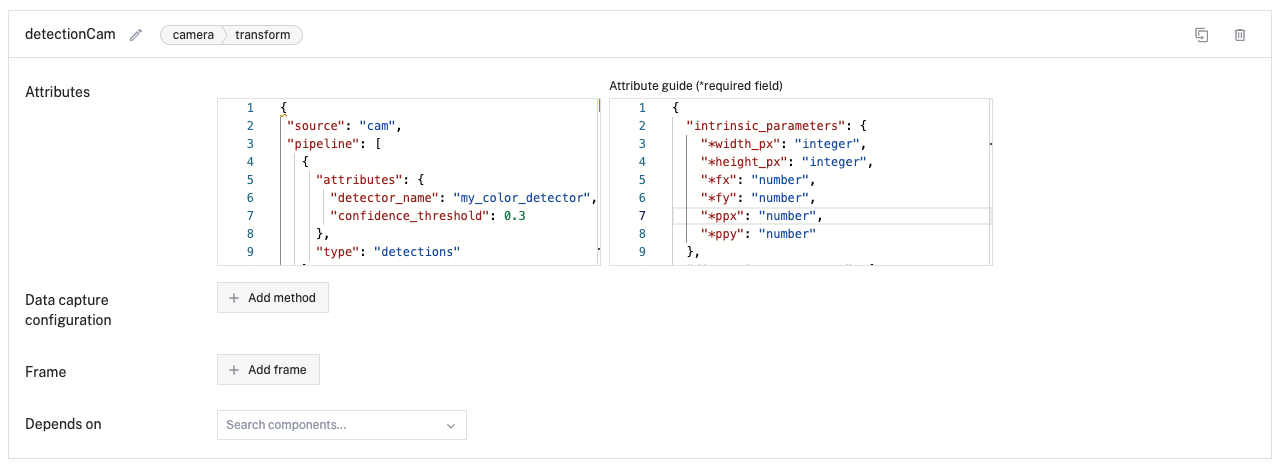 detectionCam camera transform
Attributes
1 {
2 "source": "cam",
3 "pipeline": [
4 {
5 "attributes": {
6 "detector_name": "my_color_detector",
7 "confidence_threshold": 0.3
8 },
9 "type": "detections"
Attribute guide (*required field)
1 {
2 "intrinsic_parameters": {
3 "*width_px": "integer",
4 "*height_px": "integer",
5 "*fx": "number",
6 "*fy": "number",
7 "*ppx": "number",
8 "*ppy": "number"
9 },
Data capture
configuration
+ Add method
Frame
+ Add frame
Depends on
Search components...